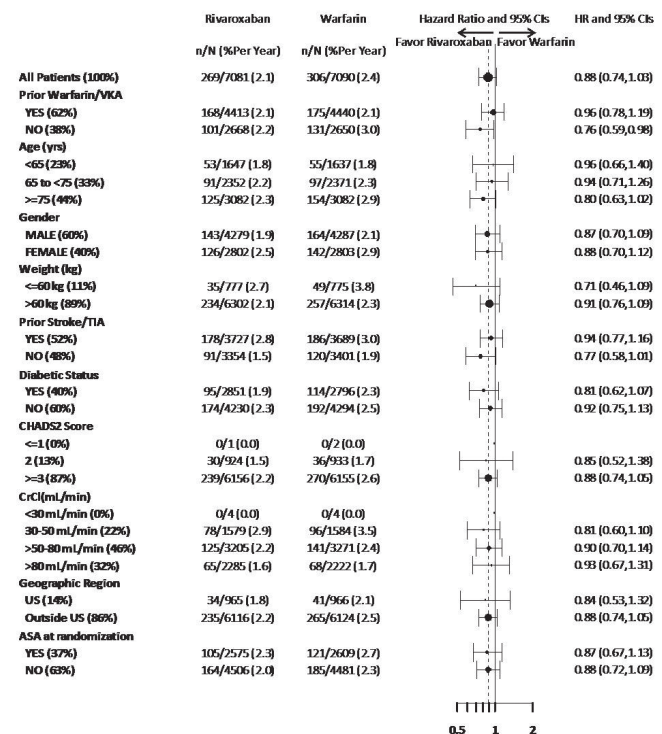 Rivaroxaban Warfarin Hazard Ratio and 95% CIs HR and 95% CIs
Favor Rivaroxaban Favor Warfarin
n/N (%Per Year) n/N (%Per Year)
All Patients (100%) 269/7081 (2.1) 306/7090 (2.4) 0.88 (0.74,1.03)
Prior Warfarin/VKA
YES (62%) 168/4413 (2.1) 175/4440 (2.1) 0.96 (0.78,1.19)
NO (38%) 101/2668 (2.2) 131/2650 (3.0) 0.76 (0.59,0.98)
Age (yrs)
<65 (23%) 53/1647 (1.8) 55/1637 (1.8) 0.96 (0.66,1.40)
65 to <75 (33%) 91/2352 (2.2) 97/2371 (2.3) 0.94 (0.71,1.26)
>=75 (44%) 125/3082 (2.3) 154/3082 (2.9) 0.80 (0.63,1.02)
Gender
MALE (60%) 143/4279 (1.9) 164/4287 (2.1) 0.87 (0.70,1.09)
FEMALE (40%) 126/2802 (2.5) 142/2803 (2.9) 0.88 (0.70,1.12)
Weight (kg)
<=60 kg (11%) 35/777 (2.7) 49/775 (3.8) 0.71 (0.46,1.09)
>60 kg (89%) 234/6302 (2.1) 257/6314 (2.3) 0.91 (0.76,1.09)
Prior Stroke/TIA
YES (52%) 178/3727 (2.8) 186/3689 (3.0) 0.94 (0.77,1.16)
NO (48%) 91/3354 (1.5) 120/3401 (1.9) 0.77 (0.58,1.01)
Diabetic Status
YES (40%) 95/2851 (1.9) 114/2796 (2.3) 0.81 (0.62,1.07)
NO (60%) 174/4230 (2.3) 192/4294 (2.5) 0.92 (0.75,1.13)
CHADS2 Score
<=1 (0%) 0/1 (0.0) 0/2 (0.0)
2 (13%) 30/924 (1.5) 36/933 (1.7) 0.85 (0.52,1.38)
>=3 (87%) 239/6156 (2.2) 270/6155 (2.6) 0.88 (0.74,1.05)
CrCl(mL/min)
<30 mL/min (0%) 0/4 (0.0) 0/4 (0.0)
30-50 mL/min (22%) 78/1579 (2.9) 96/1584 (3.5) 0.81 (0.60,1.10)
>50-80 mL/min (46%) 125/3205 (2.2) 141/3271 (2.4) 0.90 (0.70,1.14)
>80 mL/min (32%) 65/2285 (1.6) 68/2222 (1.7) 0.93 (0.67,1.31)
Geographic Region
US (14%) 34/965 (1.8) 41/966 (2.1) 0.84 (0.53,1.32)
Outside US (86%) 235/6116 (2.2) 265/6124 (2.5) 0.88 (0.74,1.05)
ASA at randomization
YES (37%) 105/2575 (2.3) 121/2609 (2.7) 0.87 (0.67,1.13)
NO (63%) 164/4506 (2.0) 185/4481 (2.3) 0.88 (0.72,1.09)
0.5 1 2